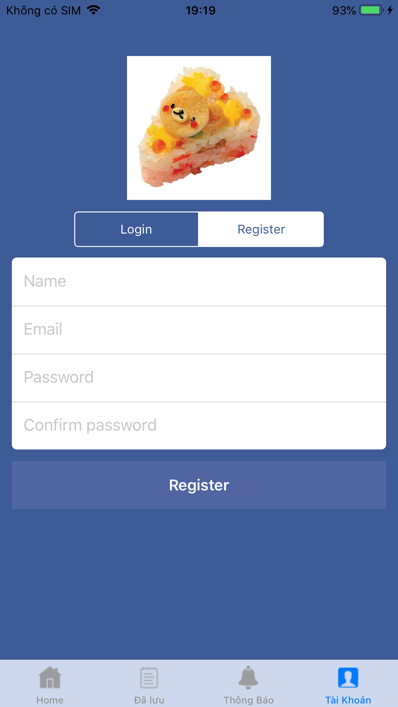 Không có SIM 19:19 93%
Login Register
Name
Email
Password
Confirm password
Register
Home Đã lưu Thông Báo Tài Khoản